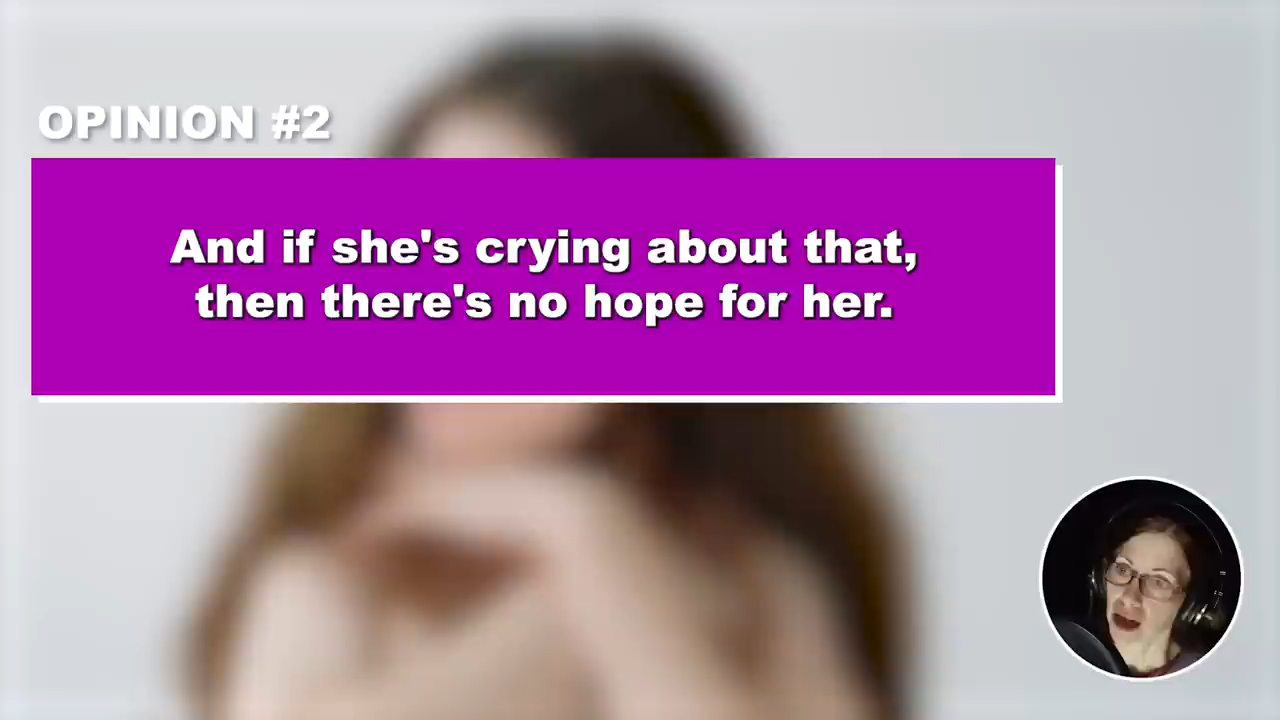 OPINION #2
And if she's crying about that,
then there's no hope for her.